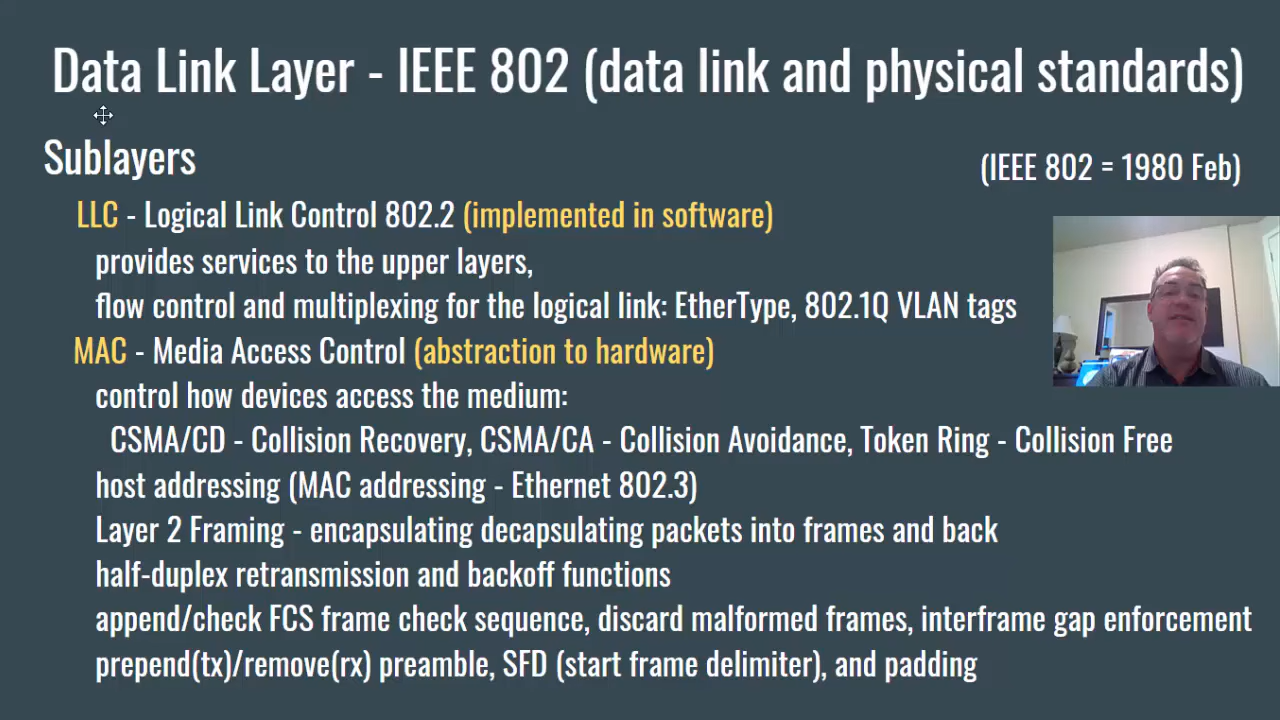 Data Link Layer - IEEE 802 (data link and physical standards)
Sublayers
(IEEE 802 = 1980 Feb)
LLC - Logical Link Control 802.2 (implemented in software)
provides services to the upper layers,
flow control and multiplexing for the logical link: EtherType, 802.1Q VLAN tags
MAC - Media Access Control (abstraction to hardware)
control how devices access the medium:
CSMA/CD - Collision Recovery, CSMA/CA - Collision Avoidance, Token Ring - Collision Free
host addressing (MAC addressing - Ethernet 802.3)
Layer 2 Framing - encapsulating decapsulating packets into frames and back
half-duplex retransmission and backoff functions
append/check FCS frame check sequence, discard malformed frames, interframe gap enforcement
prepend(tx)/remove(rx) preamble, SFD (start frame delimiter), and padding